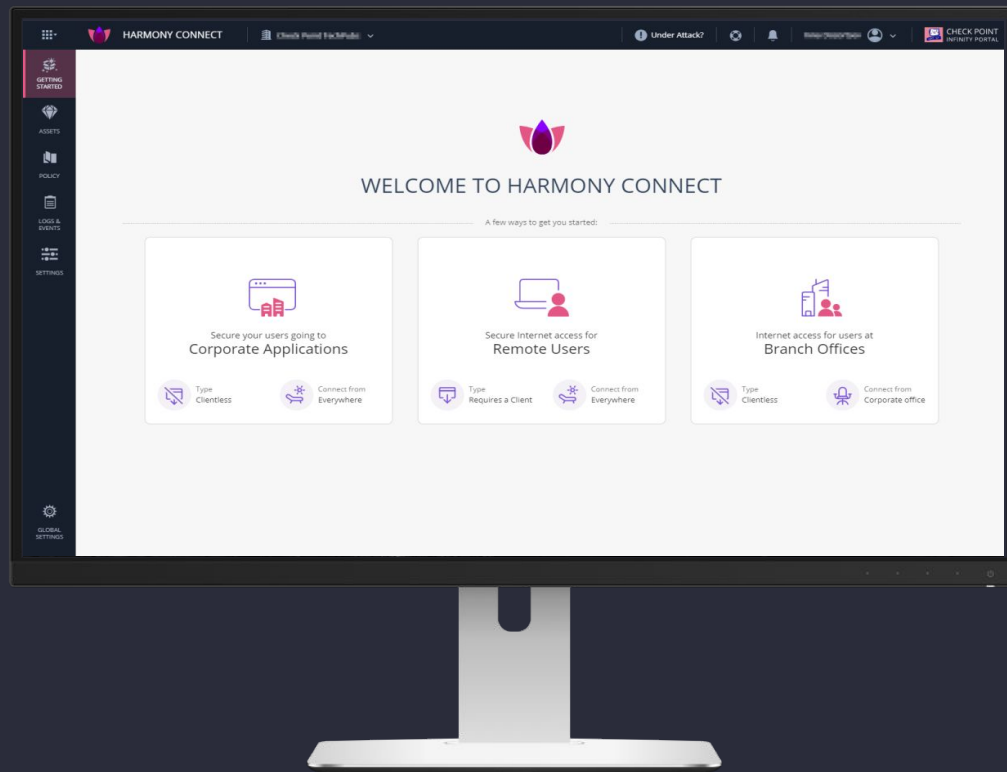 HARMONY CONNECT
Under Attack?
CHECK POINT
INFINITY PORTAL
GETTING
STARTED
ASSETS
POLICY
LOGS &
EVENTS
SETTINGS
GLOBAL
SETTINGS
WELCOME TO HARMONY CONNECT
A few ways to get you started:
Secure your users going to
Corporate Applications
Type
Clientless
Connect from
Everywhere
Secure Internet access for
Remote Users
Type
Requires a Client
Connect from
Everywhere
Internet access for users at
Branch Offices
Type
Clientless
Connect from
Corporate office